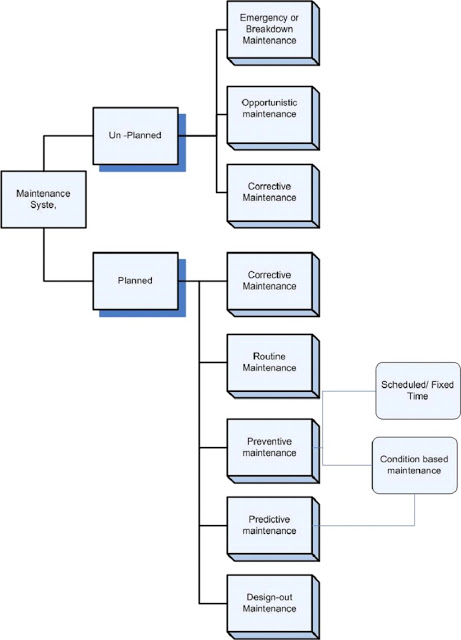 Emergency or
Breakdown
Maintenance
Opportunistic
maintenance
Un -Planned
Corrective
Maintenance
Maintenance
Syste,
Planned
Corrective
Maintenance
Routine
Maintenance
Scheduled/ Fixed
Time
Preventive
maintenance
Condition based
maintenance
Predictive
maintenance
Design-out
Maintenance